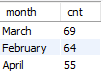 month cnt
March 69
February 64
April 55